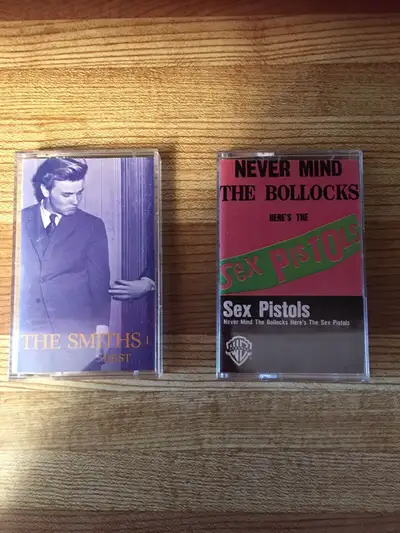 THE SMITHS I
BEST
NEVER MIND
THE BOLLOCKS
HERE'S THE
Sex PISTOLS
Sex Pistols
Never Mind The Bollocks Here's The Sex Pistols